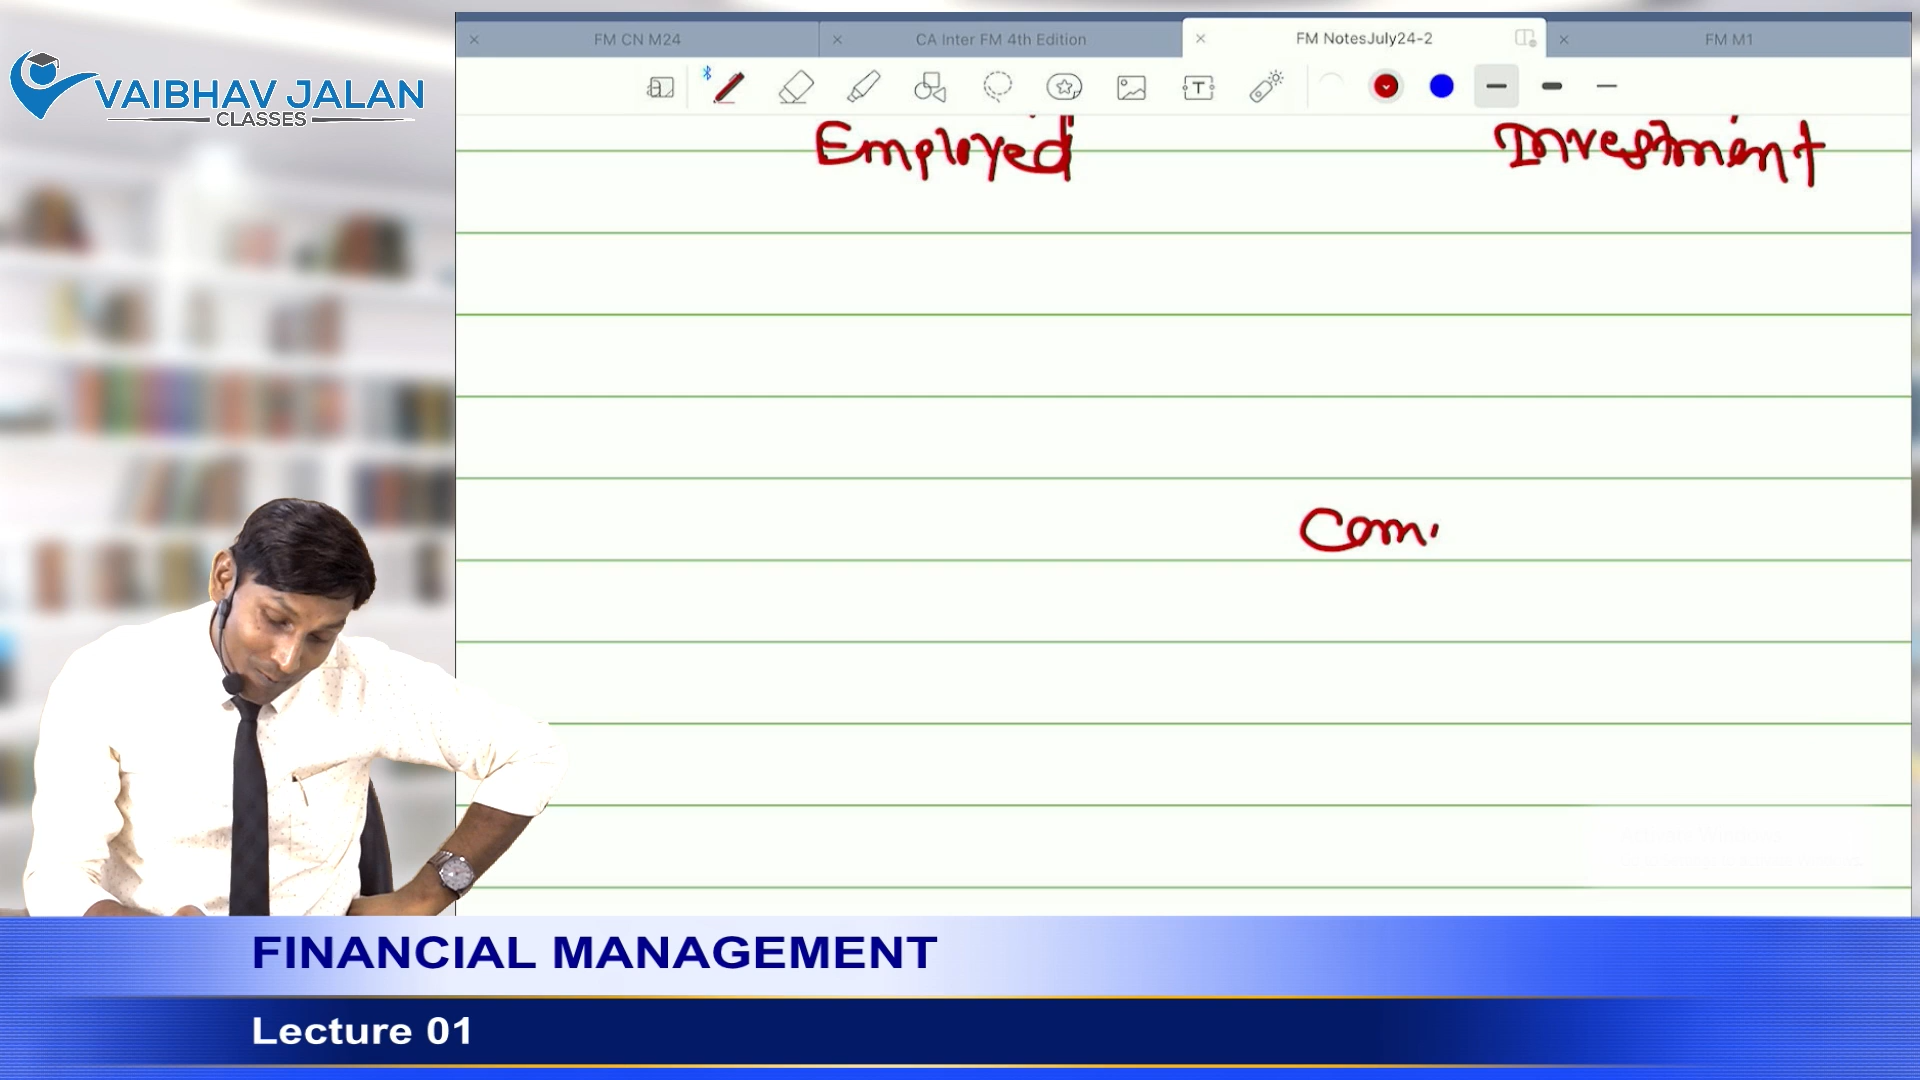 FM CN M24
CA Inter FM 4th Edition
FM NotesJuly24-2
FM M1
VAIBHAV JALAN
CLASSES
T
Employed
Investment
Com.
FINANCIAL MANAGEMENT
Lecture 01